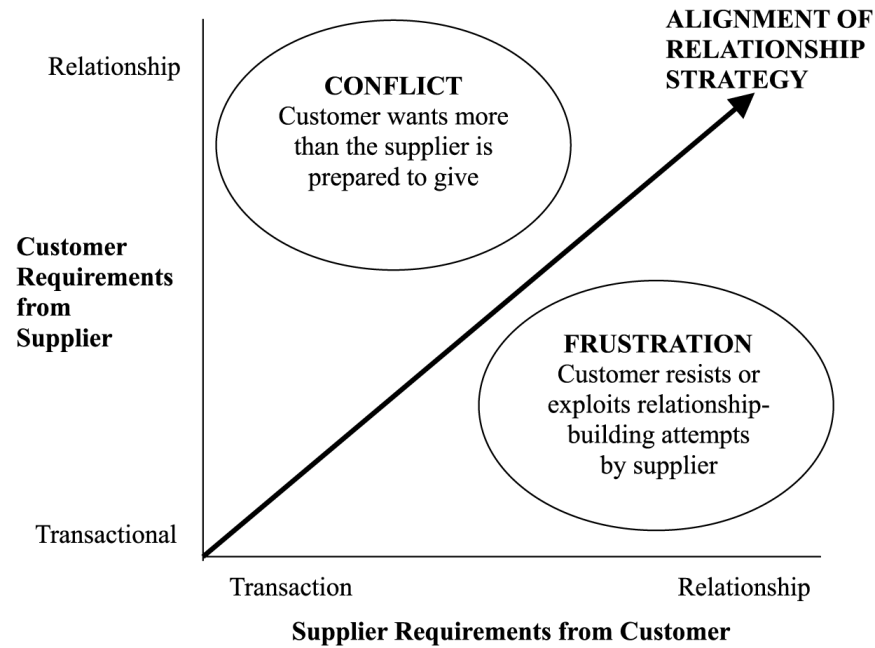 ALIGNMENT OF
RELATIONSHIP
STRATEGY
Relationship
CONFLICT
Customer wants more
than the supplier is
prepared to give
Customer
Requirements
from
Supplier
FRUSTRATION
Customer resists or
exploits relationship-
building attempts
by supplier
Transactional
Transaction
Relationship
Supplier Requirements from Customer